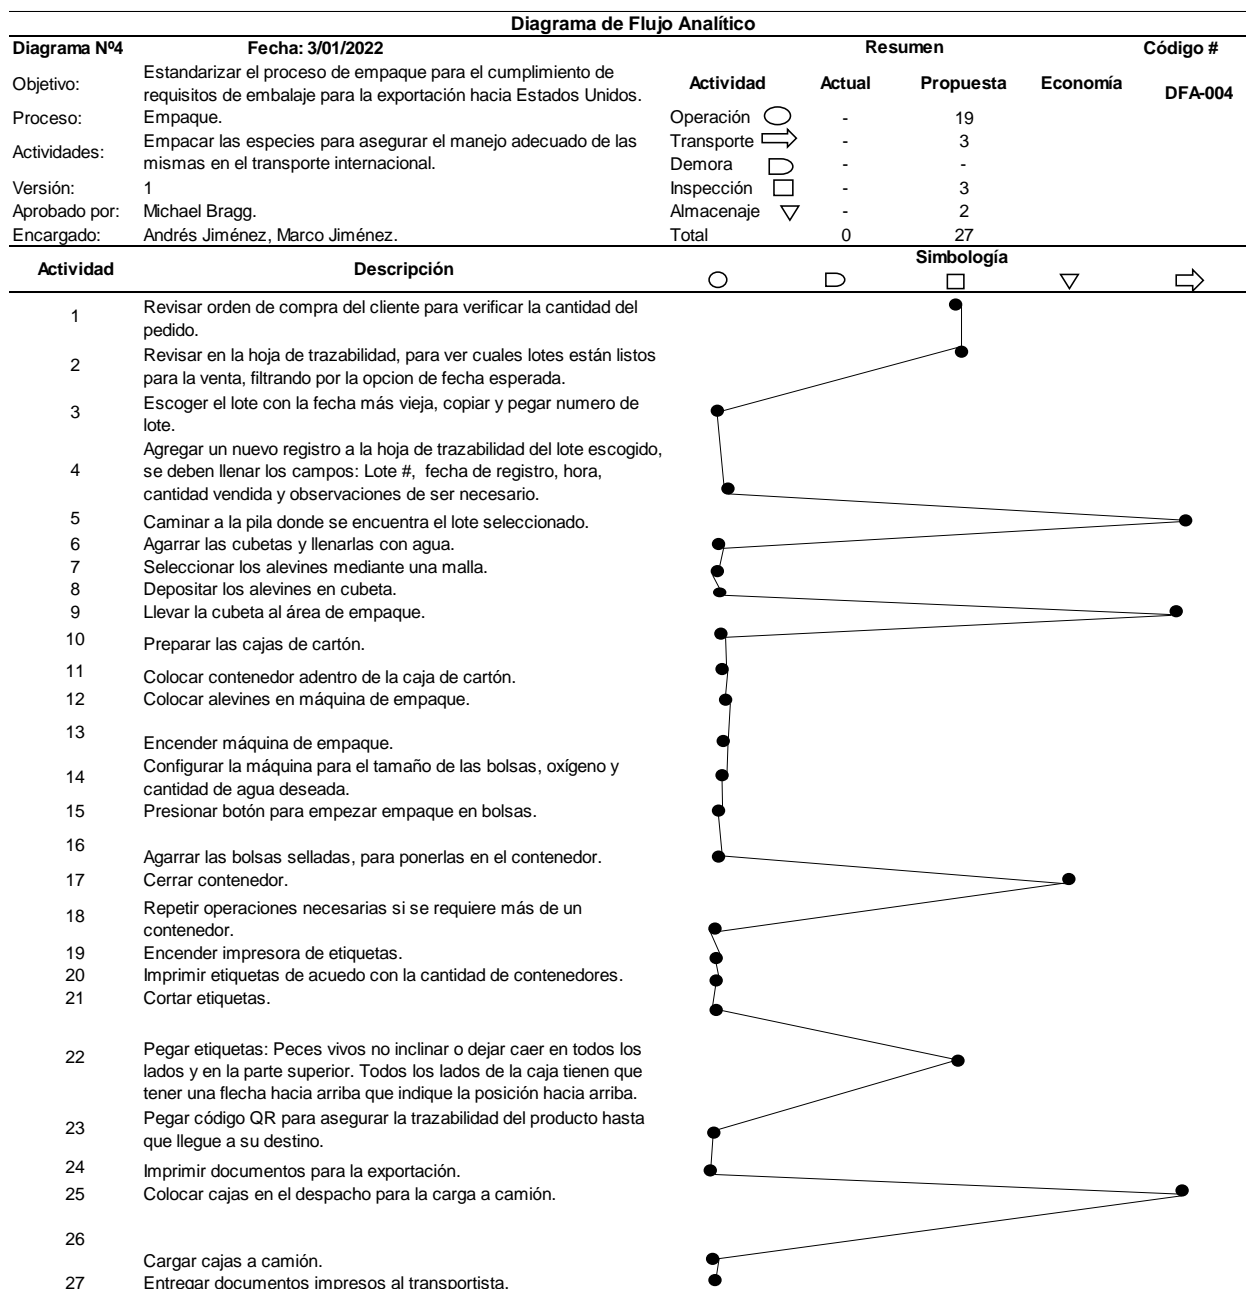 Diagrama de Flujo Analítico
Diagrama Nº4 Fecha: 3/01/2022 Resumen Código #
Objetivo: Estandarizar el proceso de empaque para el cumplimiento de
requisitos de embalaje para la exportación hacia Estados Unidos.
Actividad Actual Propuesta Economía DFA-004
Proceso: Empaque. Operación - 19
Actividades: Empacar las especies para asegurar el manejo adecuado de las
mismas en el transporte internacional.
Transporte - 3
Demora - -
Versión: 1 Inspección - 3
Aprobado por: Michael Bragg. Almacenaje - 2
Encargado: Andrés Jiménez, Marco Jiménez. Total 0 27
Actividad Descripción Simbología
1 Revisar orden de compra del cliente para verificar la cantidad del
pedido.
2 Revisar en la hoja de trazabilidad, para ver cuales lotes están listos
para la venta, filtrando por la opcion de fecha esperada.
3 Escoger el lote con la fecha más vieja, copiar y pegar numero de
lote.
4 Agregar un nuevo registro a la hoja de trazabilidad del lote escogido,
se deben llenar los campos: Lote #, fecha de registro, hora,
cantidad vendida y observaciones de ser necesario.
5 Caminar a la pila donde se encuentra el lote seleccionado.
6 Agarrar las cubetas y llenarlas con agua.
7 Seleccionar los alevines mediante una malla.
8 Depositar los alevines en cubeta.
9 Llevar la cubeta al área de empaque.
10 Preparar las cajas de cartón.
11 Colocar contenedor adentro de la caja de cartón.
12 Colocar alevines en máquina de empaque.
13 Encender máquina de empaque.
14 Configurar la máquina para el tamaño de las bolsas, oxígeno y
cantidad de agua deseada.
15 Presionar botón para empezar empaque en bolsas.
16 Agarrar las bolsas selladas, para ponerlas en el contenedor.
17 Cerrar contenedor.
18 Repetir operaciones necesarias si se requiere más de un
contenedor.
19 Encender impresora de etiquetas.
20 Imprimir etiquetas de acuedo con la cantidad de contenedores.
21 Cortar etiquetas.
22 Pegar etiquetas: Peces vivos no inclinar o dejar caer en todos los
lados y en la parte superior. Todos los lados de la caja tienen que
tener una flecha hacia arriba que indique la posición hacia arriba.
23 Pegar código QR para asegurar la trazabilidad del producto hasta
que llegue a su destino.
24 Imprimir documentos para la exportación.
25 Colocar cajas en el despacho para la carga a camión.
26 Cargar cajas a camión.
27 Entregar documentos impresos al transportista.